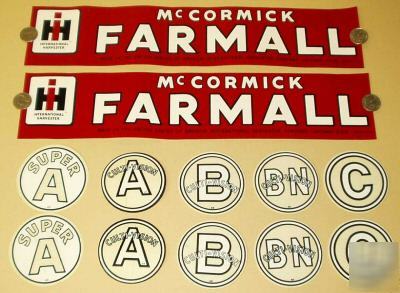 McCORMICK
FARMALL
IH
INTERNATIONAL
HARVESTER
McCORMICK
FARMALL
IH
INTERNATIONAL
HARVESTER
SUPER
A
A
CULTI-VISION
B
CULTI-VISION
BN
CULTI-VISION
C
SUPER
A
A
CULTI-VISION
B
CULTI-VISION
BN
CULTI-VISION
C